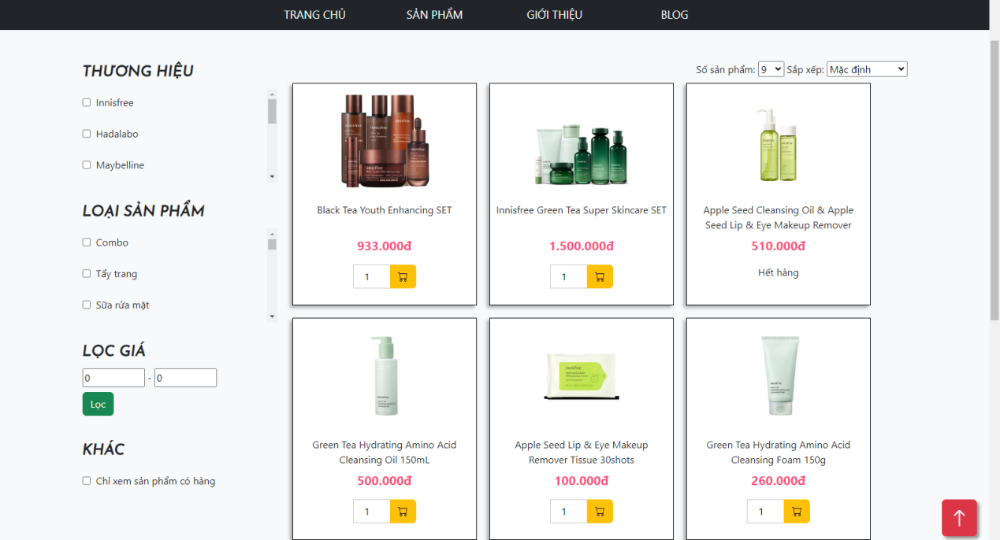 TRANG CHỦ SẢN PHẨM GIỚI THIỆU BLOG
THƯƠNG HIỆU
Innisfree
Hadalabo
Maybelline
LOẠI SẢN PHẨM
Combo
Tẩy trang
Sữa rửa mặt
LỌC GIÁ
0 - 0
Lọc
KHÁC
Chỉ xem sản phẩm có hàng
Số sản phẩm: 9 Sắp xếp: Mặc định
Black Tea Youth Enhancing SET
933.000đ
1
Innisfree Green Tea Super Skincare SET
1.500.000đ
1
Apple Seed Cleansing Oil & Apple
Seed Lip & Eye Makeup Remover
510.000đ
Hết hàng
Green Tea Hydrating Amino Acid
Cleansing Oil 150mL
500.000đ
1
Apple Seed Lip & Eye Makeup
Remover Tissue 30shots
100.000đ
1
Green Tea Hydrating Amino Acid
Cleansing Foam 150g
260.000đ
1